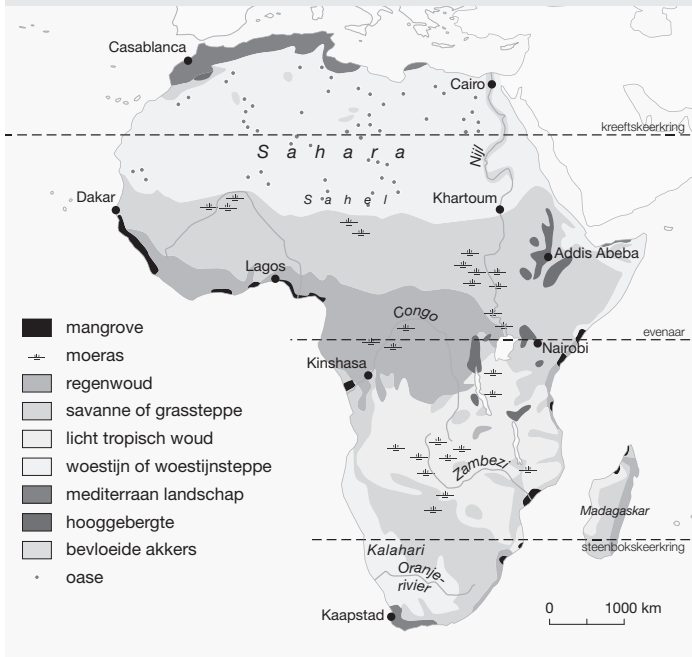 Casablanca
Cairo
kreeftskeerkring
Sahara
Nijl
Sahel
Dakar
Khartoum
Addis Abeba
Lagos
Congo
evenaar
Nairobi
Kinshasa
mangrove
moeras
regenwoud
savanne of grassteppe
licht tropisch woud
woestijn of woestijnsteppe
mediterraan landschap
hooggebergte
bevloeide akkers
oase
Zambezi
Madagaskar
Kalahari
steenbokskeerkring
Oranje-
rivier
Kaapstad
0 1000 km